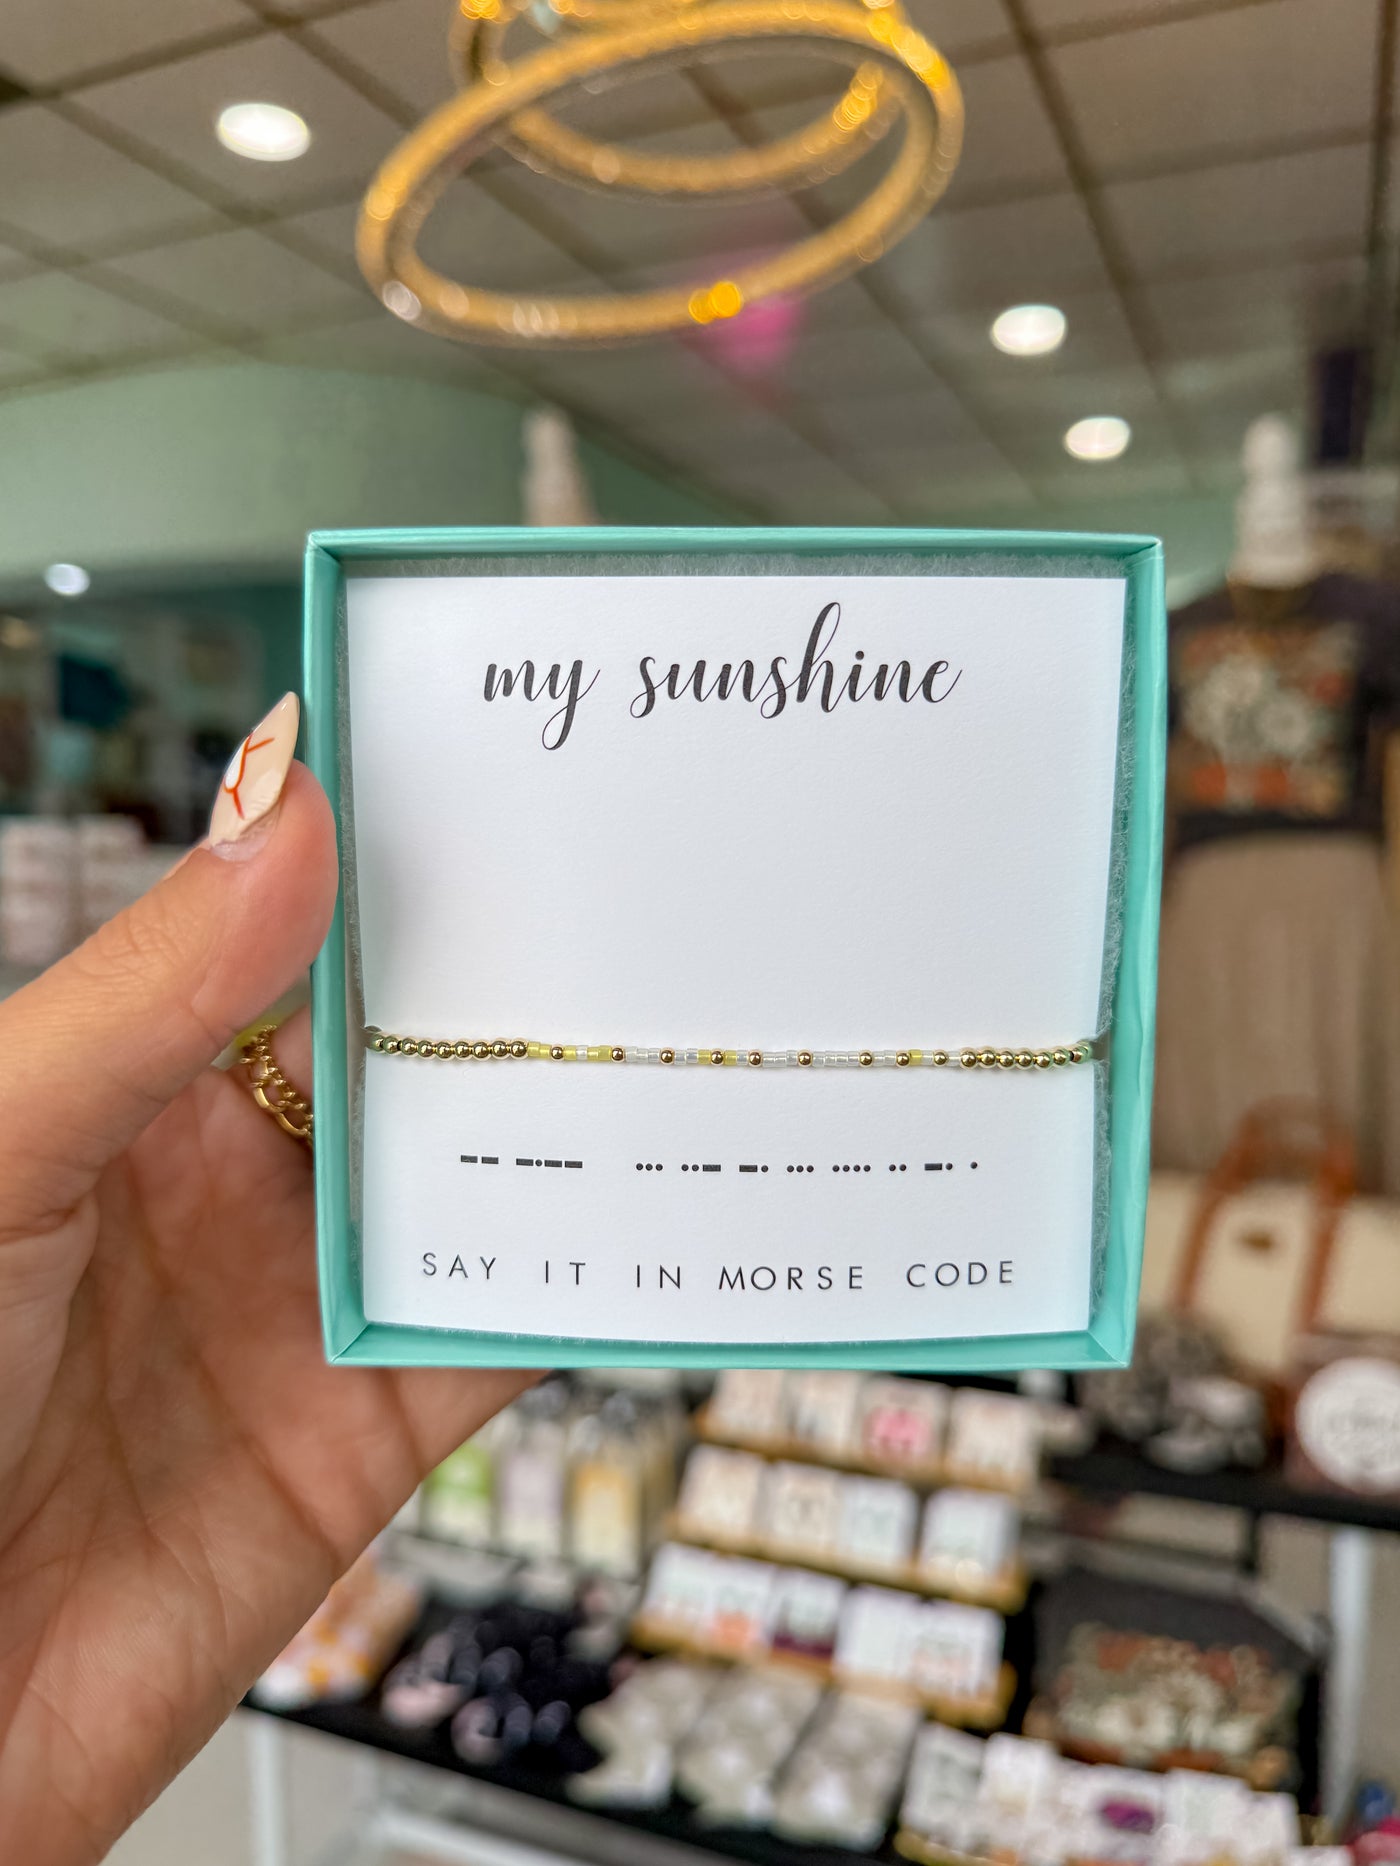 my sunshine
−− −·−− ··· ··− −· ··· ···· ·· −· ·
SAY IT IN MORSE CODE